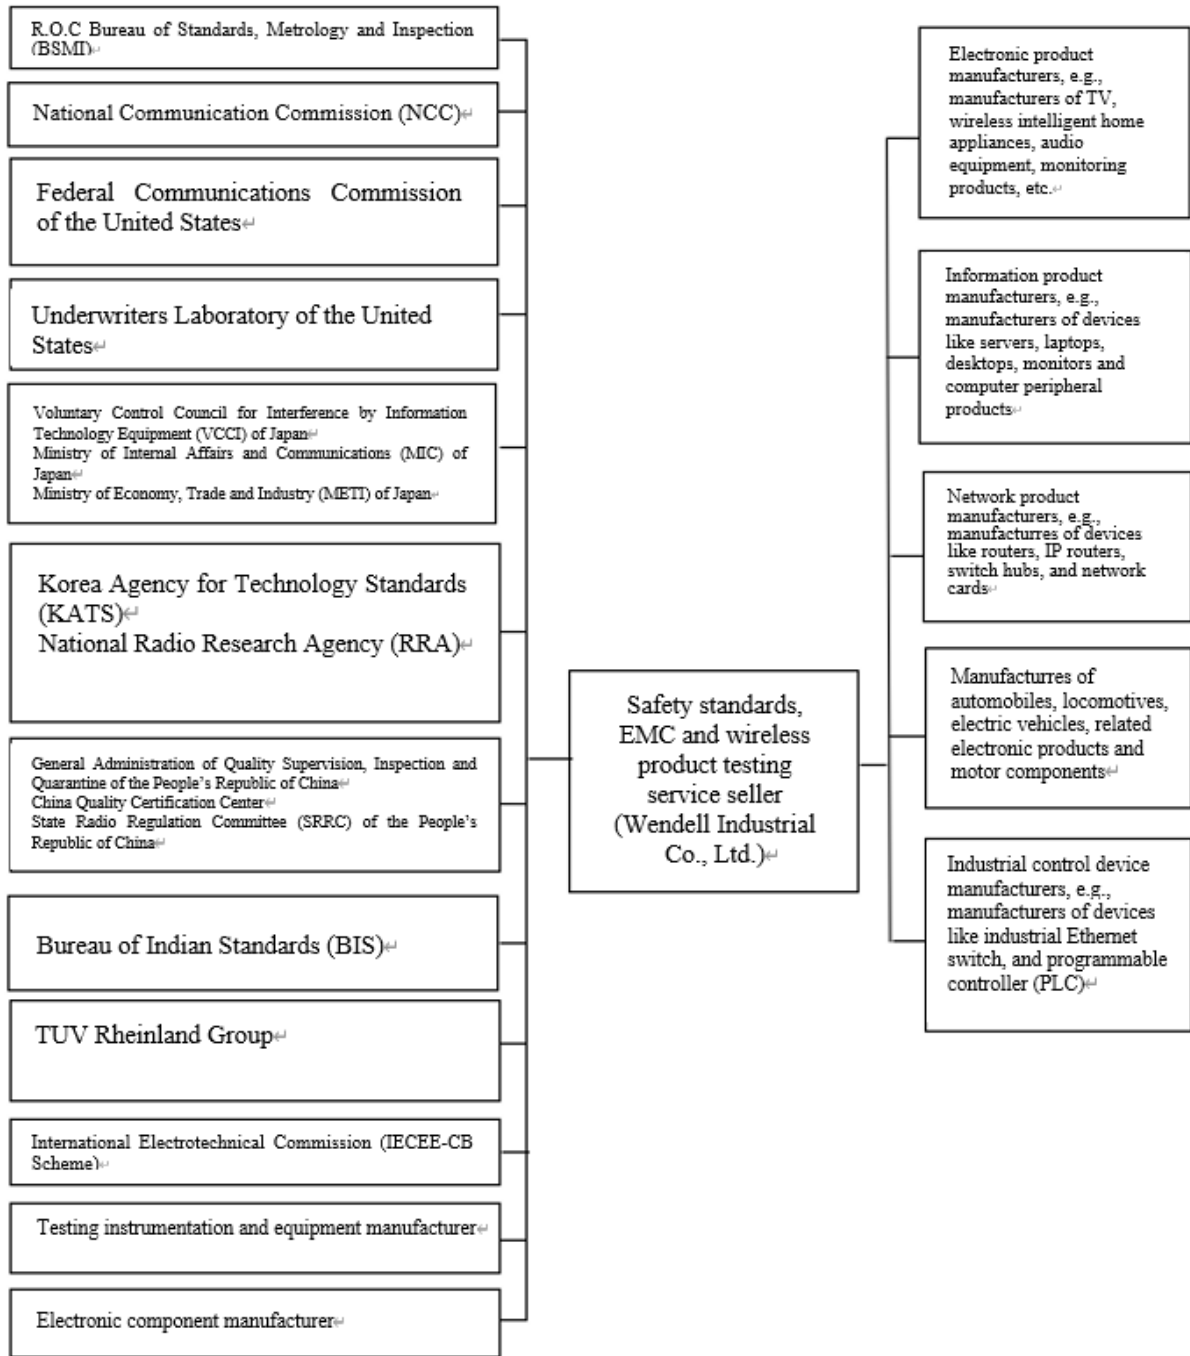 R.O.C Bureau of Standards, Metrology and Inspection
(BSMI)↵
National Communication Commission (NCC)↵
Federal Communications Commission
of the United States↵
Underwriters Laboratory of the United
States↵
Voluntary Control Council for Interference by Information
Technology Equipment (VCCI) of Japan↵
Ministry of Internal Affairs and Communications (MIC) of
Japan↵
Ministry of Economy, Trade and Industry (METI) of Japan↵
Korea Agency for Technology Standards
(KATS)↵
National Radio Research Agency (RRA)↵
General Administration of Quality Supervision, Inspection and
Quarantine of the People's Republic of China↵
China Quality Certification Center↵
State Radio Regulation Committee (SRRC) of the People's
Republic of China↵
Bureau of Indian Standards (BIS)↵
TUV Rheinland Group↵
International Electrotechnical Commission (IECEE-CB
Scheme)↵
Testing instrumentation and equipment manufacturer↵
Electronic component manufacturer↵
Safety standards,
EMC and wireless
product testing
service seller
(Wendell Industrial
Co., Ltd.)↵
Electronic product
manufacturers, e.g.,
manufacturers of TV,
wireless intelligent home
appliances, audio
equipment, monitoring
products, etc.↵
Information product
manufacturers, e.g.,
manufacturers of devices
like servers, laptops,
desktops, monitors and
computer peripheral
products↵
Network product
manufacturers, e.g.,
manufacturres of devices
like routers, IP routers,
switch hubs, and network
cards↵
Manufacturres of
automobiles, locomotives,
electric vehicles, related
electronic products and
motor components↵
Industrial control device
manufacturers, e.g.,
manufacturers of devices
like industrial Ethernet
switch, and programmable
controller (PLC)↵